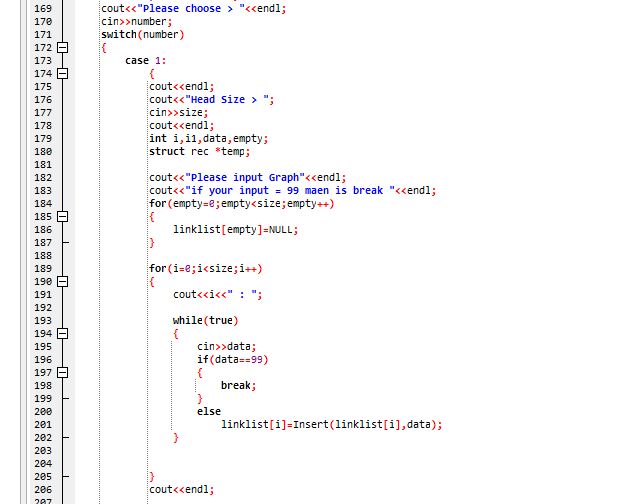 169 cout<<"Please choose > "<<endl;
170 cin>>number;
171 switch(number)
172 {
173 case 1:
174 {
175 cout<<endl;
176 cout<<"Head Size > ";
177 cin>>size;
178 cout<<endl;
179 int i,i1,data,empty;
180 struct rec *temp;
181
182 cout<<"Please input Graph"<<endl;
183 cout<<"if your input = 99 maen is break "<<endl;
184 for(empty=0;empty<size;empty++)
185 {
186 linklist[empty]=NULL;
187 }
188
189 for(i=0;i<size;i++)
190 {
191 cout<<i<<" : ";
192
193 while(true)
194 {
195 cin>>data;
196 if(data==99)
197 {
198 break;
199 }
200 else
201 linklist[i]=Insert(linklist[i],data);
202 }
203
204
205 }
206 cout<<endl;
207